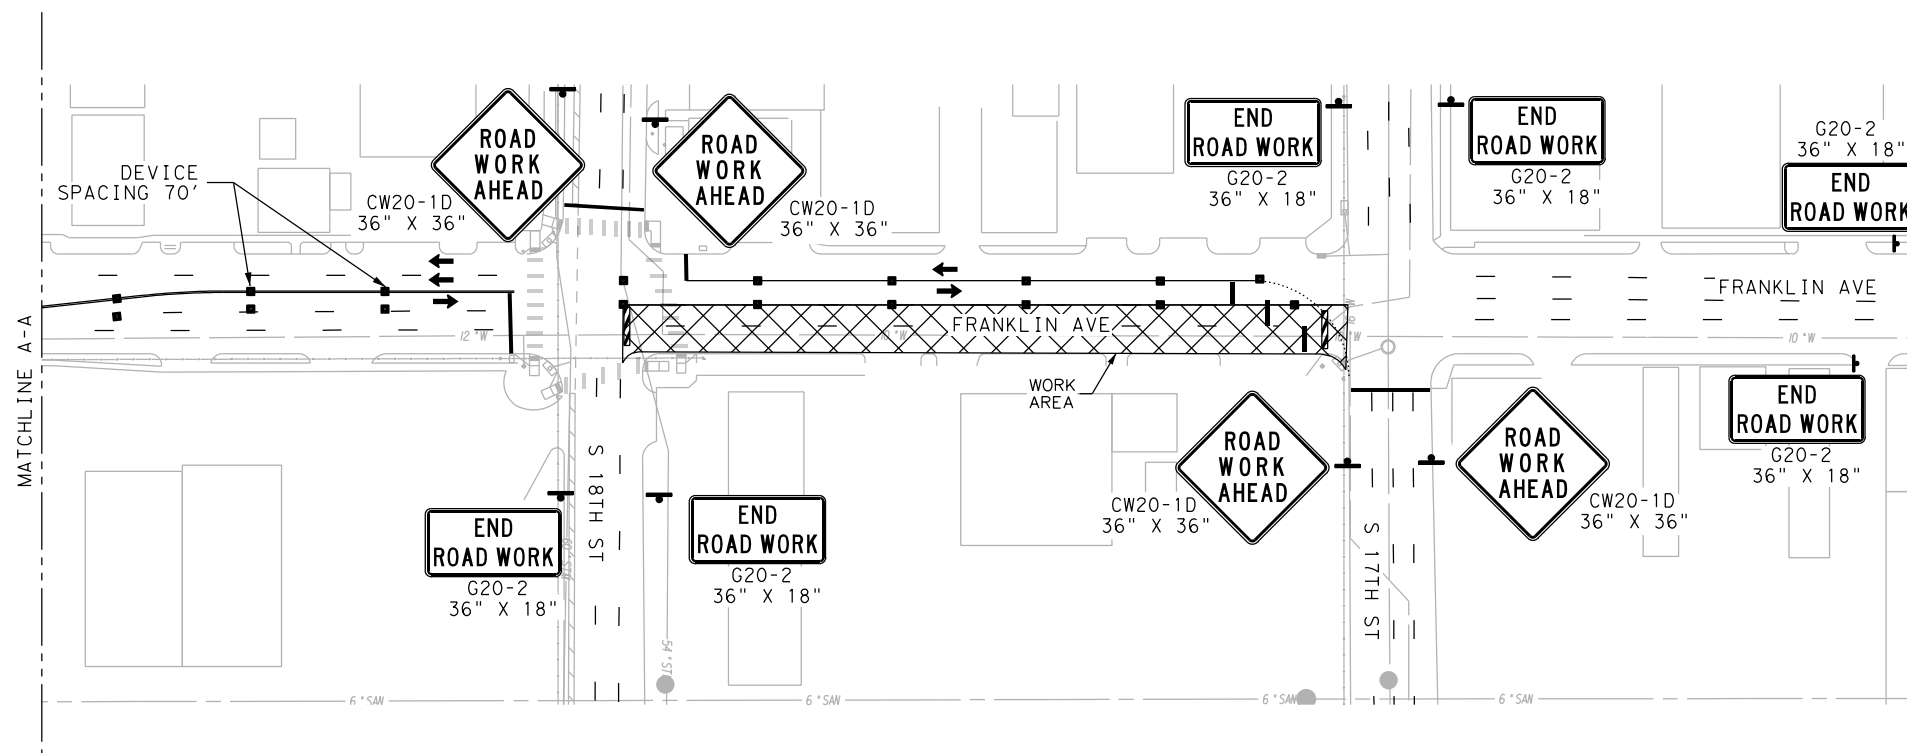 ROAD
WORK
AHEAD
CW20-1D
36" X 36"
ROAD
WORK
AHEAD
CW20-1D
36" X 36"
END
ROAD WORK
G20-2
36" X 18"
END
ROAD WORK
G20-2
36" X 18"
G20-2
36" X 18"
END
ROAD WORK
DEVICE
SPACING 70'
FRANKLIN AVE
FRANKLIN AVE
12 "W
10 "W
WORK
AREA
MATCHLINE A-A
S 18TH ST
S 17TH ST
END
ROAD WORK
G20-2
36" X 18"
END
ROAD WORK
G20-2
36" X 18"
ROAD
WORK
AHEAD
CW20-1D
36" X 36"
ROAD
WORK
AHEAD
CW20-1D
36" X 36"
END
ROAD WORK
G20-2
36" X 18"
54 "ST
6 "SAN
6 "SAN
6 "SAN
6 "SAN